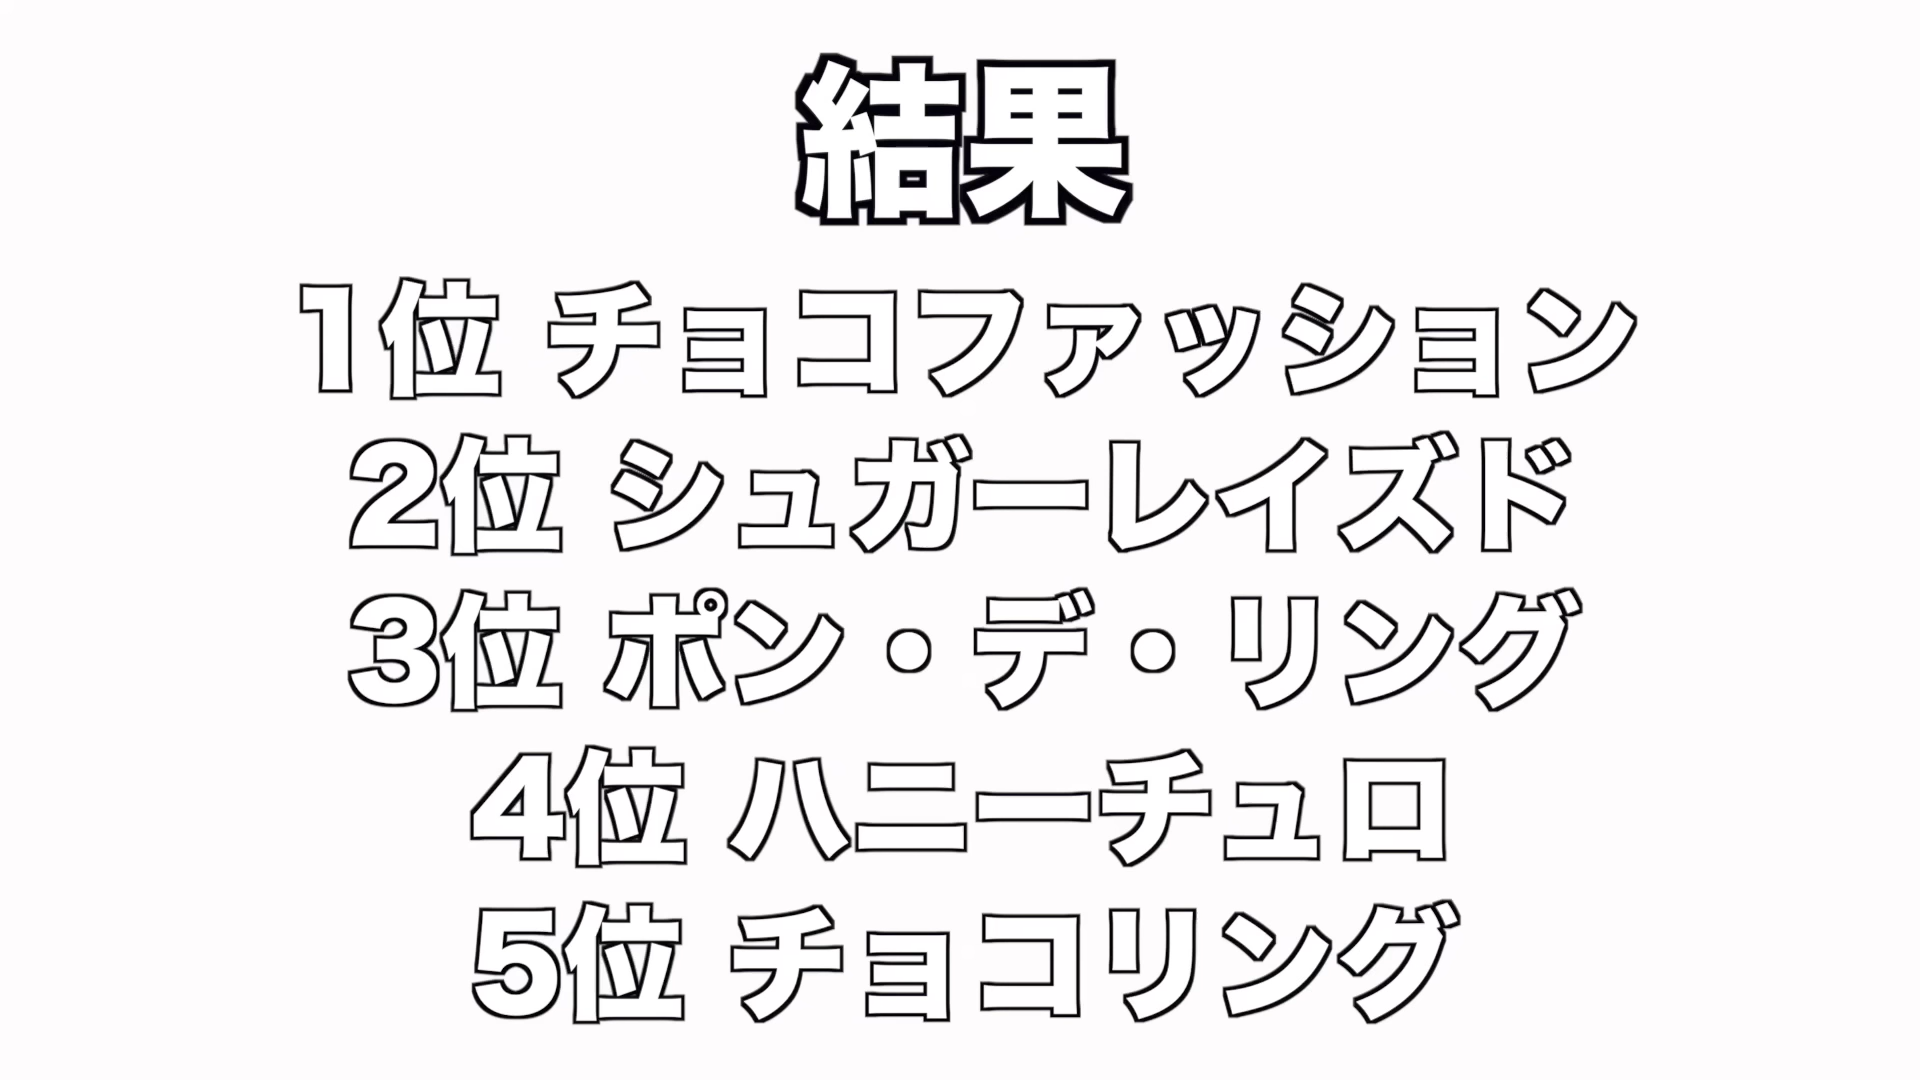 結果
1位 チョコファッション
2位 シュガーレイズド
3位 ポン・デ・リング
4位 ハニーチュロ
5位 チョコリング